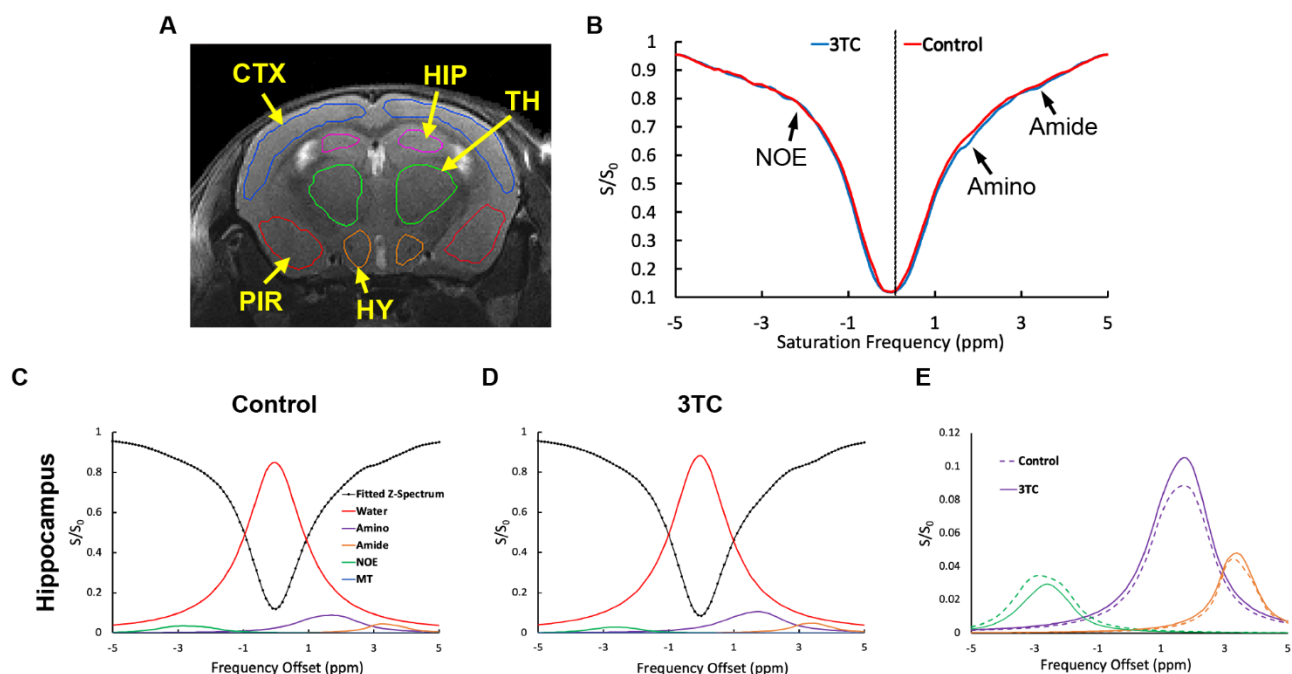 A
CTX
HIP
TH
PIR
HY
B
3TC
Control
1
0.9
0.8
0.7
0.6
0.5
0.4
0.3
0.2
0.1
S/S0
NOE
Amide
Amino
-5
-3
-1
1
3
5
Saturation Frequency (ppm)
Hippocampus
C
Control
1
0.8
0.6
0.4
0.2
0
S/S0
Fitted Z-Spectrum
Water
Amino
Amide
NOE
MT
-5
-3
-1
1
3
5
Frequency Offset (ppm)
D
3TC
1
0.8
0.6
0.4
0.2
0
S/S0
-5
-3
-1
1
3
5
Frequency Offset (ppm)
E
0.12
0.1
0.08
0.06
0.04
0.02
0
S/S0
Control
3TC
-5
-3
-1
1
3
5
Frequency Offset (ppm)